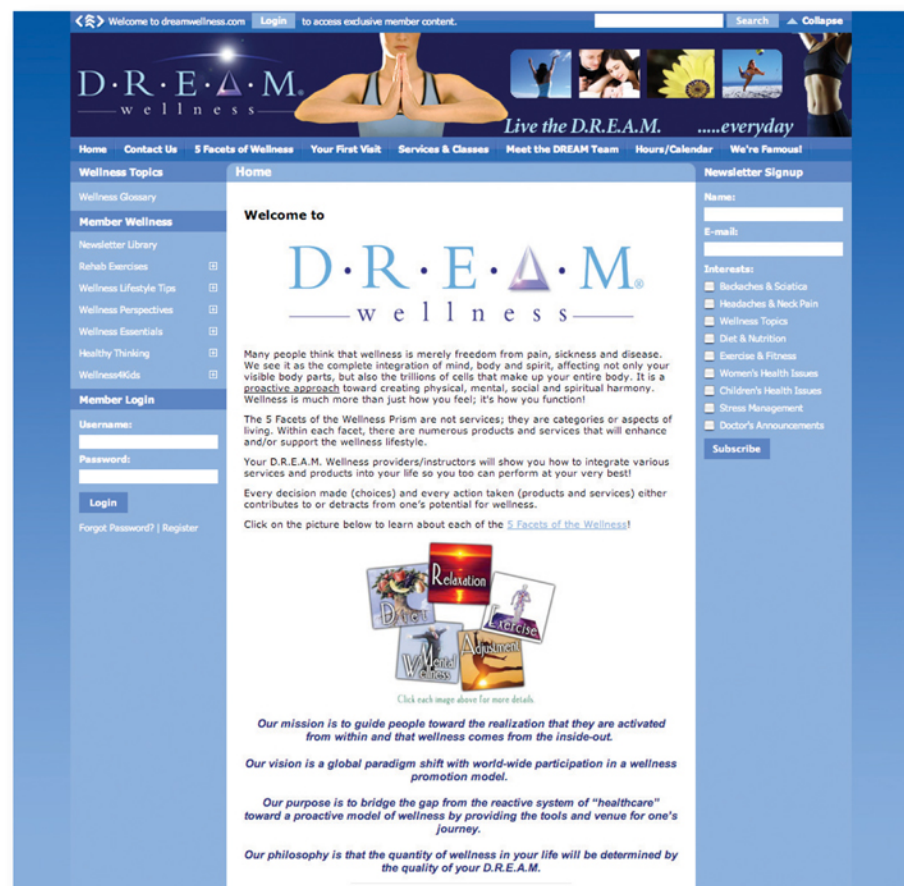 Welcome to dreamwellness.com Login to access exclusive member content. Search Collapse
D·R·E·A·M®
wellness
Live the D.R.E.A.M. .....everyday
Home Contact Us 5 Facets of Wellness Your First Visit Services & Classes Meet the DREAM Team Hours/Calendar We're Famous!
Wellness Topics
Wellness Glossary
Member Wellness
Newsletter Library
Rehab Exercises
Wellness Lifestyle Tips
Wellness Perspectives
Wellness Essentials
Healthy Thinking
Wellness4Kids
Member Login
Username:
Password:
Login
Forgot Password? | Register
Home
Welcome to
D·R·E·A·M®
wellness
Many people think that wellness is merely freedom from pain, sickness and disease.
We see it as the complete integration of mind, body and spirit, affecting not only your
visible body parts, but also the trillions of cells that make up your entire body. It is a
proactive approach toward creating physical, mental, social and spiritual harmony.
Wellness is much more than just how you feel; it's how you function!
The 5 Facets of the Wellness Prism are not services; they are categories or aspects of
living. Within each facet, there are numerous products and services that will enhance
and/or support the wellness lifestyle.
Your D.R.E.A.M. Wellness providers/instructors will show you how to integrate various
services and products into your life so you too can perform at your very best!
Every decision made (choices) and every action taken (products and services) either
contributes to or detracts from one's potential for wellness.
Click on the picture below to learn about each of the 5 Facets of the Wellness!
Relaxation
Diet
Exercise
Mental
Wellness
Adjustment
Click each image above for more details.
Our mission is to guide people toward the realization that they are activated
from within and that wellness comes from the inside-out.
Our vision is a global paradigm shift with world-wide participation in a wellness
promotion model.
Our purpose is to bridge the gap from the reactive system of "healthcare"
toward a proactive model of wellness by providing the tools and venue for one's
journey.
Our philosophy is that the quantity of wellness in your life will be determined by
the quality of your D.R.E.A.M.
Newsletter Signup
Name:
E-mail:
Interests:
Backaches & Sciatica
Headaches & Neck Pain
Wellness Topics
Diet & Nutrition
Exercise & Fitness
Women's Health Issues
Children's Health Issues
Stress Management
Doctor's Announcements
Subscribe